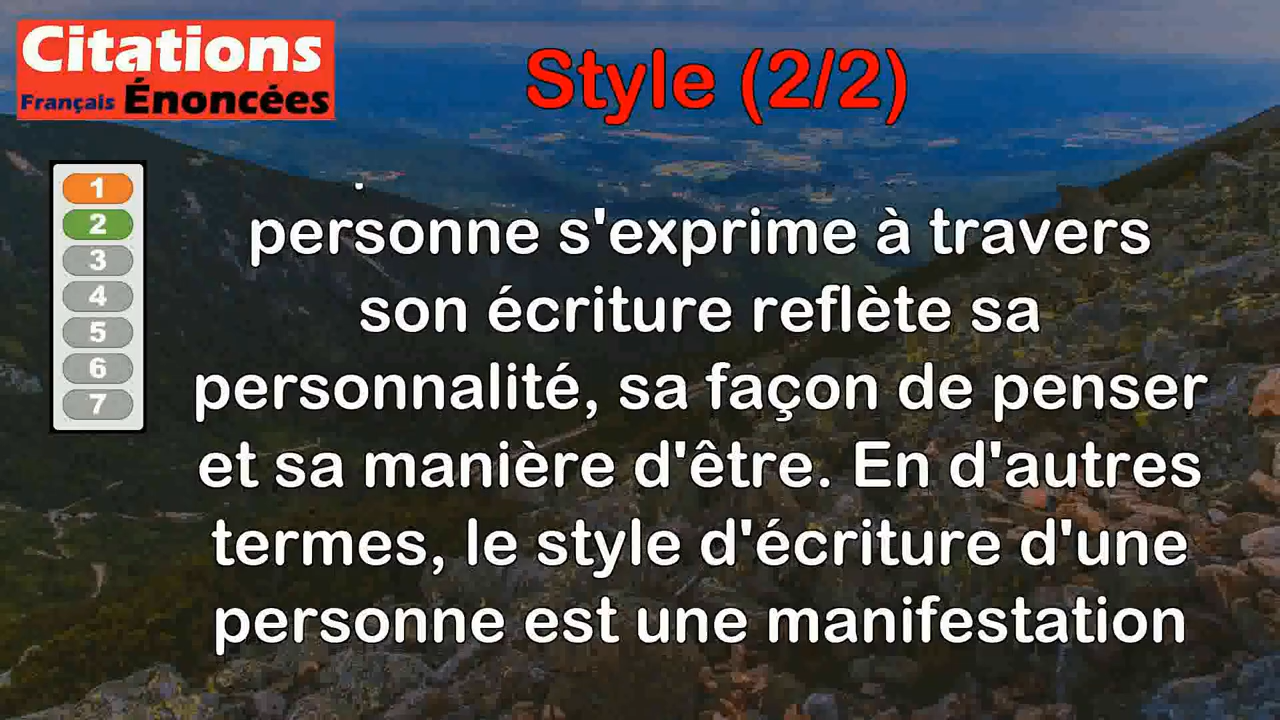 Citations
Français Énoncées
Style (2/2)
1
2
3
4
5
6
7
personne s'exprime à travers
son écriture reflète sa
personnalité, sa façon de penser
et sa manière d'être. En d'autres
termes, le style d'écriture d'une
personne est une manifestation